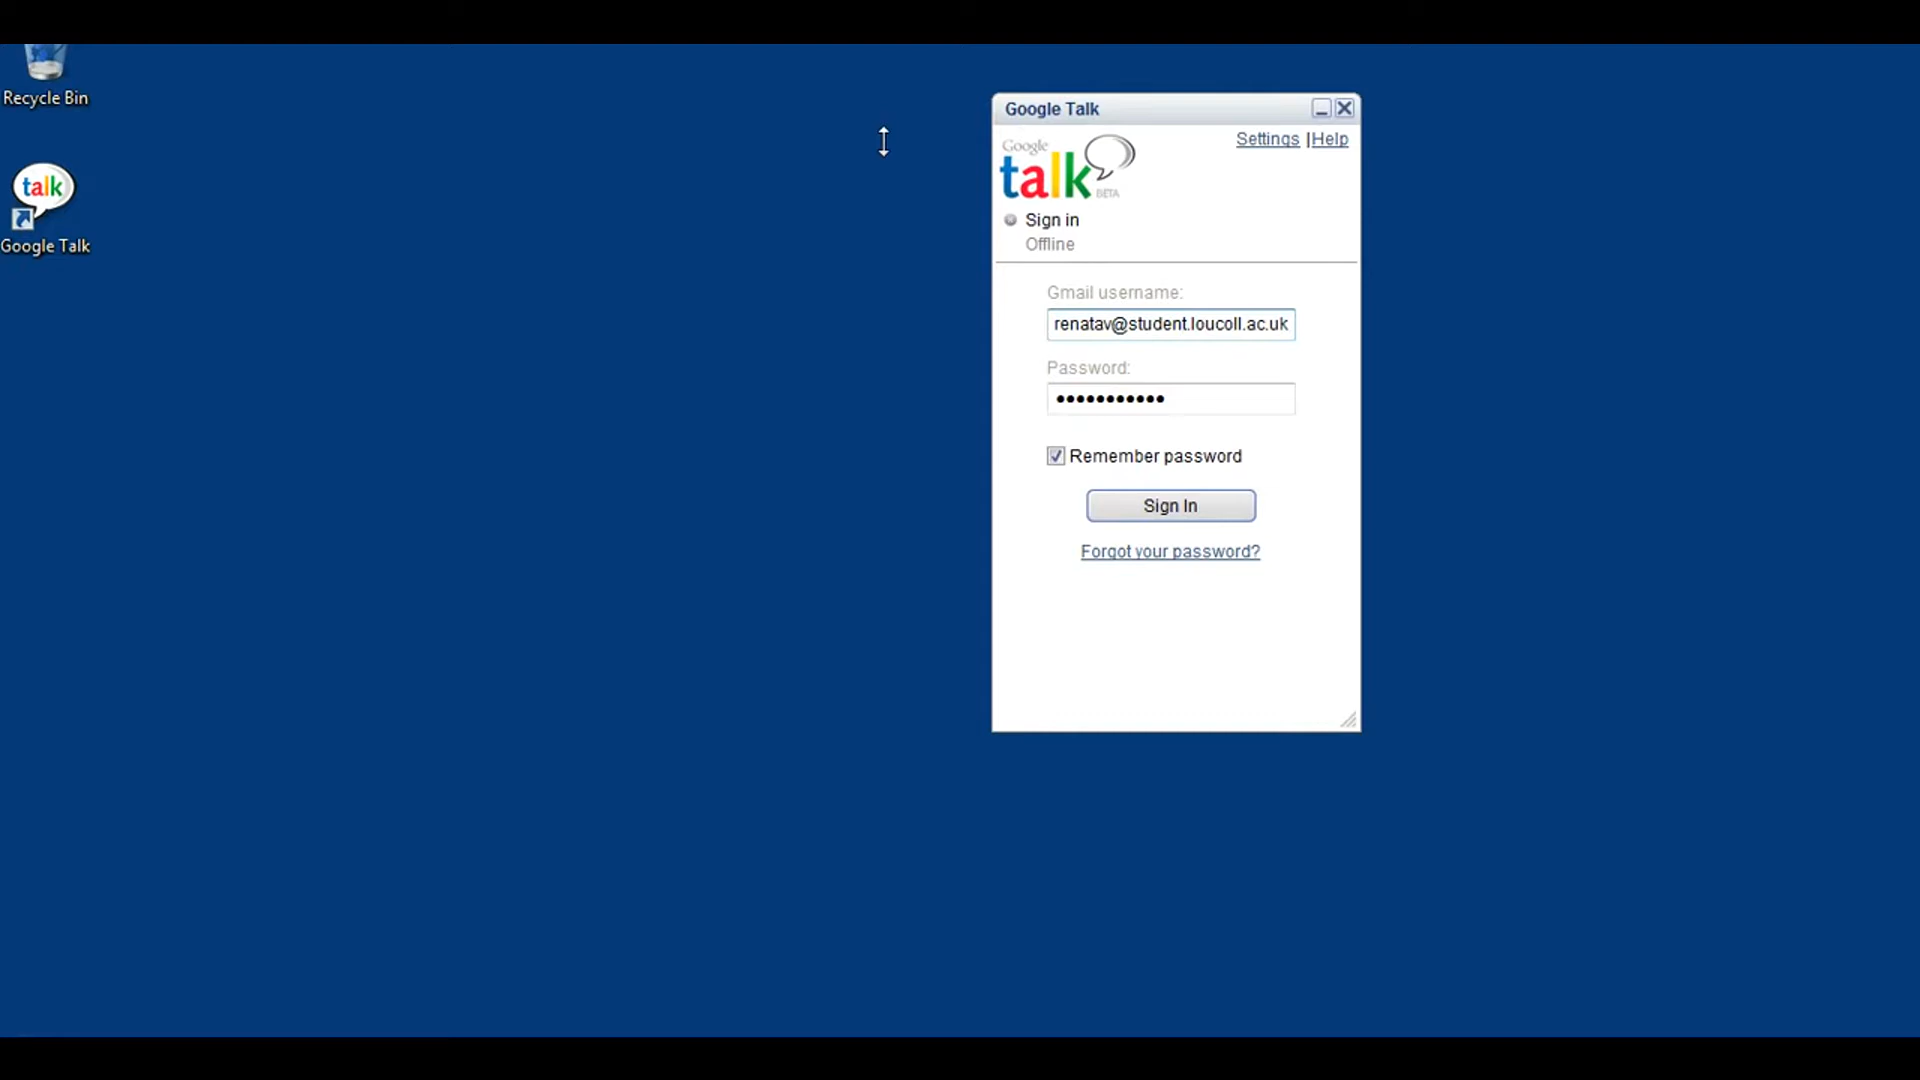 Recycle Bin
talk
Google Talk
Google Talk
Settings |Help
Google
talk
BETA
Sign in
Offline
Gmail username:
renatav@student.loucoll.ac.uk
Password:
•••••••••••
Remember password
Sign In
Forgot your password?